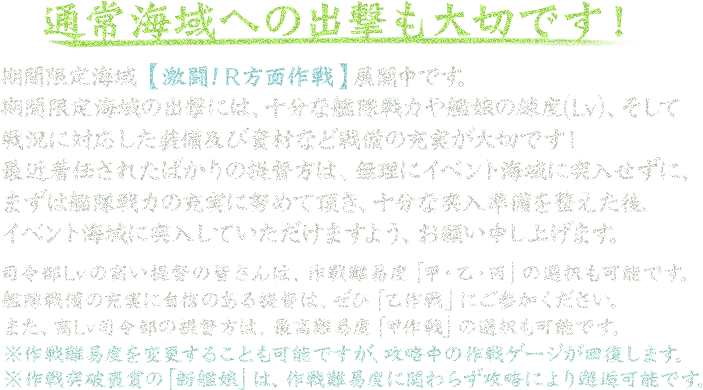 通常海域への出撃も大切です！
期間限定海域【激闘！R方面作戦】展開中です。
期間限定海域の出撃には、十分な艦隊戦力や艦娘の練度(Lv)、そして
戦況に対応した装備及び資材など戦備の充実が大切です！
最近着任されたばかりの提督方は、無理にイベント海域に突入せずに、
まずは艦隊戦力の充実に努めて頂き、十分な突入準備を整えた後、
イベント海域に突入していただけますよう、お願い申し上げます。
司令部Lvの高い提督の皆さんは、作戦難易度「甲・乙・丙」の選択も可能です。
艦隊戦備の充実に自信のある提督は、ぜひ「乙作戦」にご参加ください。
また、高Lv司令部の提督方は、最高難易度「甲作戦」の選択も可能です。
※作戦難易度を変更することも可能ですが、攻略中の作戦ゲージが回復します。
※作戦突破褒賞の「新艦娘」は、作戦難易度に関わらず攻略により邂逅可能です。